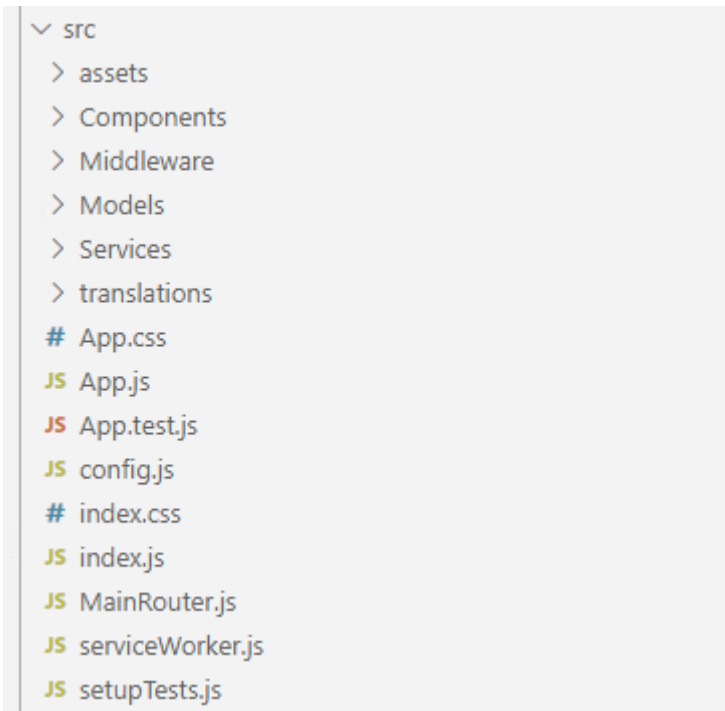 src
assets
Components
Middleware
Models
Services
translations
# App.css
JS App.js
JS App.test.js
JS config.js
# index.css
JS index.js
JS MainRouter.js
JS serviceWorker.js
JS setupTests.js